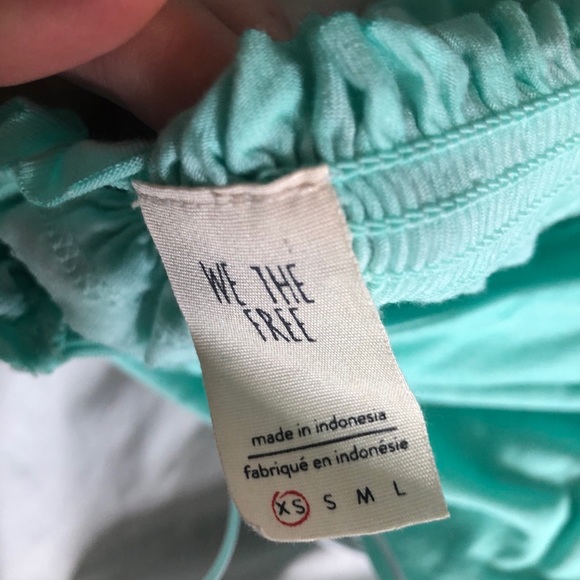 WE THE
FREE
made in indonesia
fabriqué en indonésie
XS S M L